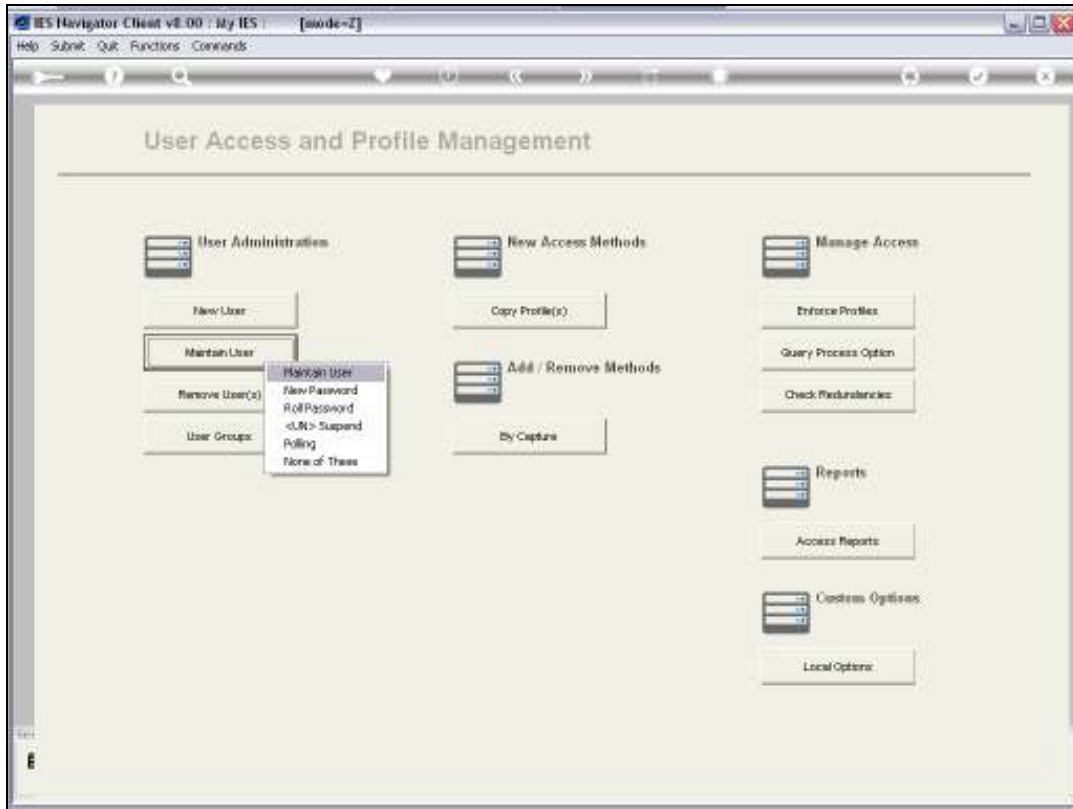 IES Navigator Client v8.00 : My IES : [mode=Z]
Help Submit Quit Functions Commands
User Access and Profile Management
User Administration
New User
Maintain User
Remove User(s)
User Groups
Maintain User
New Password
Roll Password
<UN> Suspend
Polling
None of These
New Access Methods
Copy Profile(s)
Add / Remove Methods
By Capture
Manage Access
Enforce Profiles
Query Process Option
Check Redundancies
Reports
Access Reports
Custom Options
Local Options